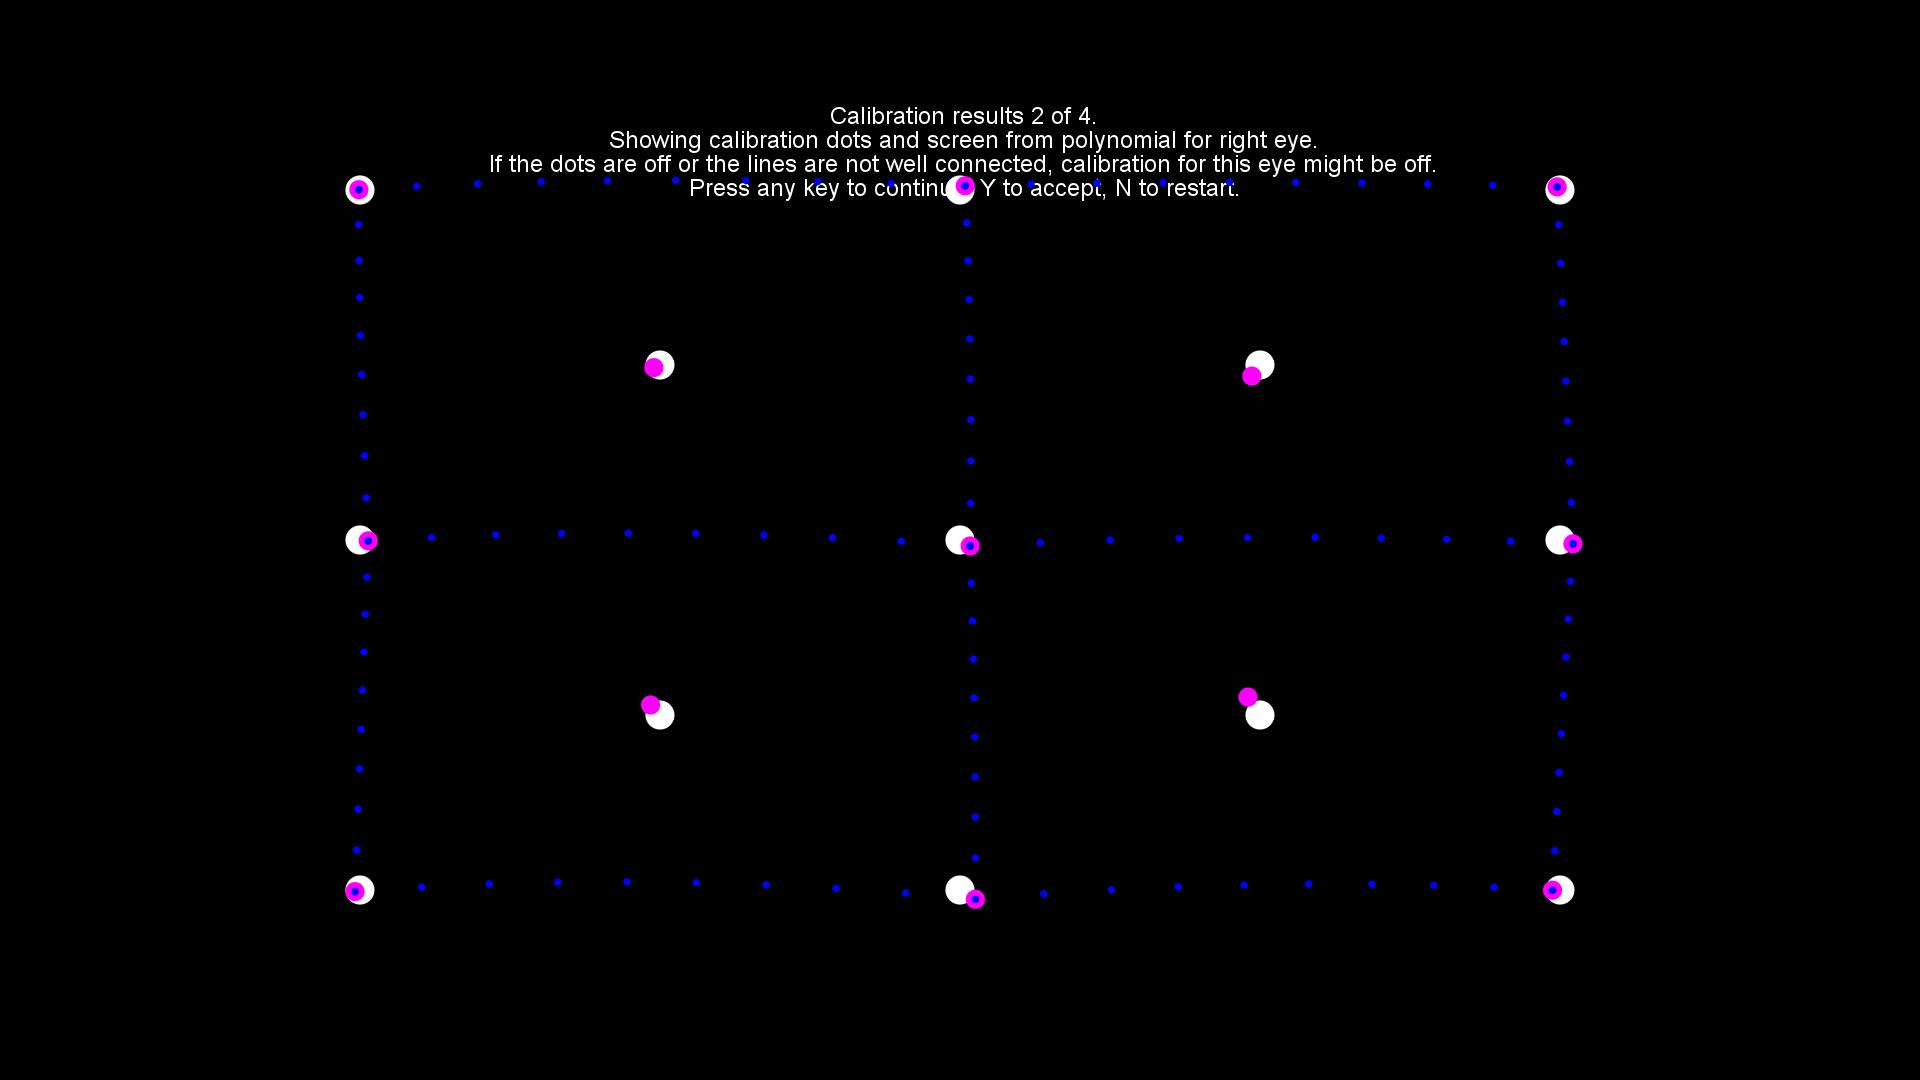 Calibration results 2 of 4.
Showing calibration dots and screen from polynomial for right eye.
If the dots are off or the lines are not well connected, calibration for this eye might be off.
Press any key to continue, Y to accept, N to restart.